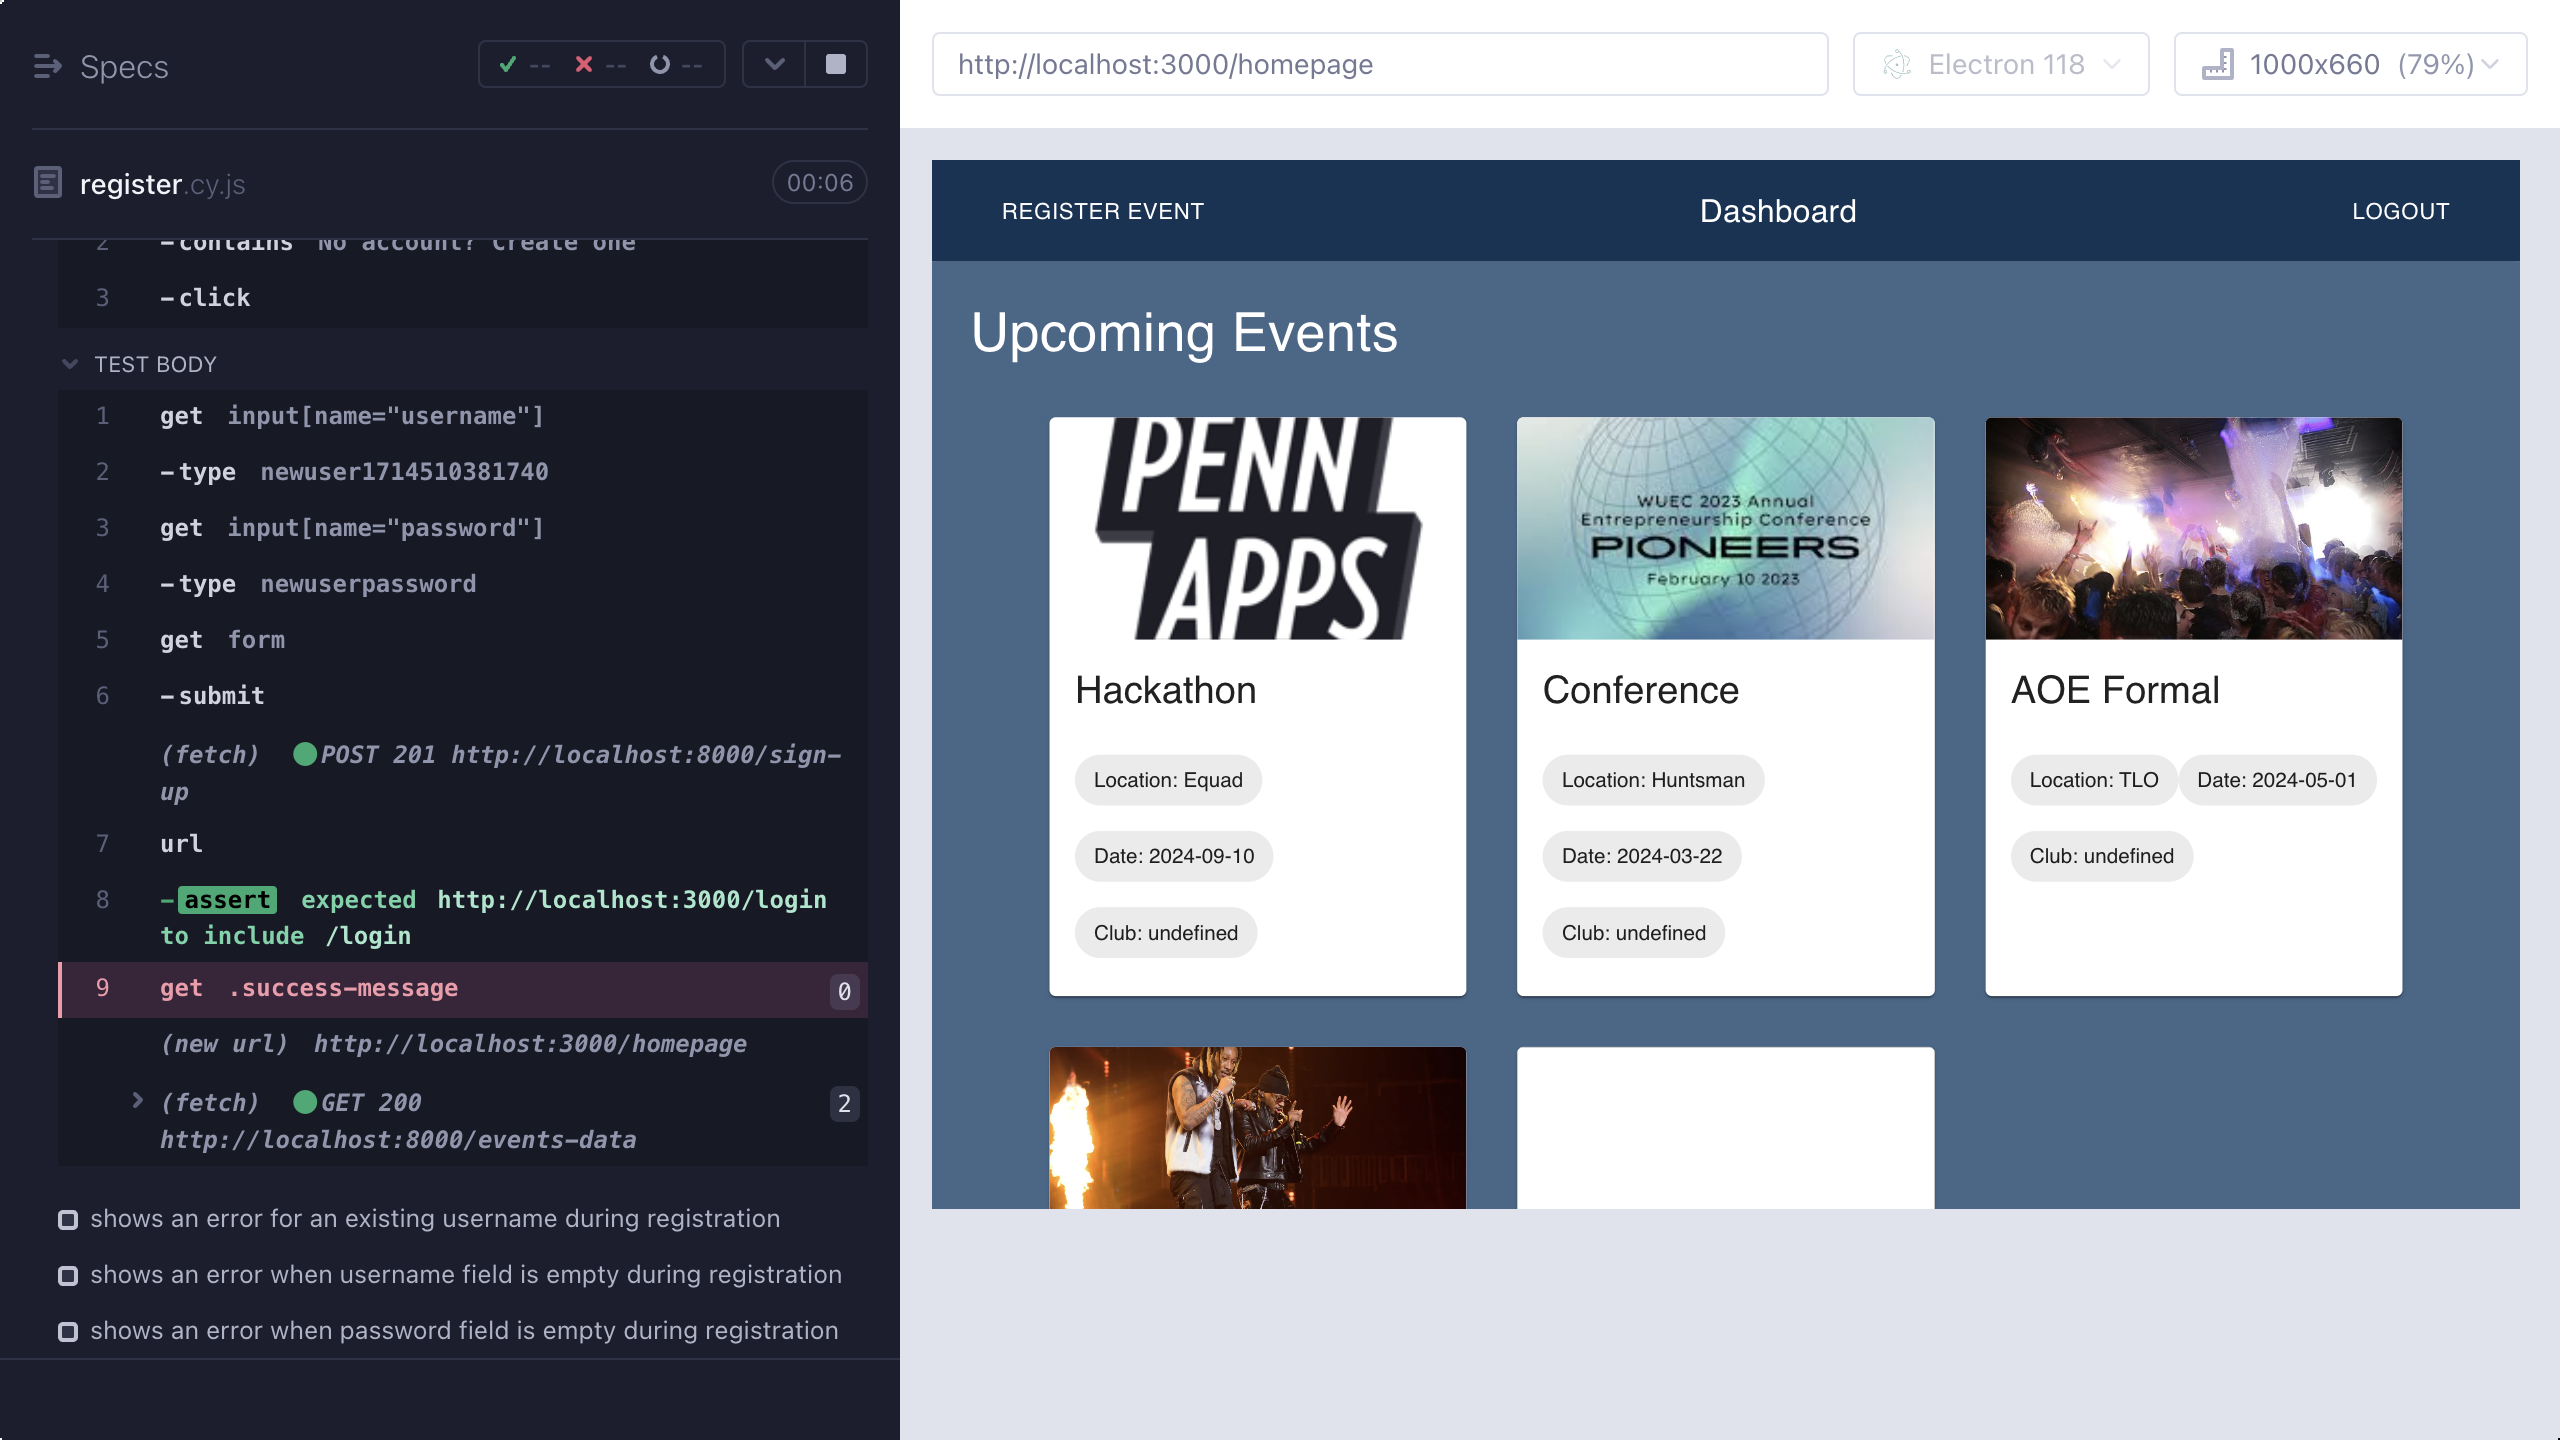 Specs
-- -- --
register.cy.js
00:06
2 -contains No account? Create one
3 -click
TEST BODY
1 get input[name="username"]
2 -type newuser1714510381740
3 get input[name="password"]
4 -type newuserpassword
5 get form
6 -submit
(fetch) POST 201 http://localhost:8000/sign-
up
7 url
8 -assert expected http://localhost:3000/login
to include /login
9 get .success-message 0
(new url) http://localhost:3000/homepage
(fetch) GET 200 2
http://localhost:8000/events-data
shows an error for an existing username during registration
shows an error when username field is empty during registration
shows an error when password field is empty during registration
http://localhost:3000/homepage
Electron 118
1000x660 (79%)
REGISTER EVENT
Dashboard
LOGOUT
Upcoming Events
PENN
APPS
Hackathon
Location: Equad
Date: 2024-09-10
Club: undefined
WUEC 2023 Annual
Entrepreneurship Conference
PIONEERS
February 10 2023
Conference
Location: Huntsman
Date: 2024-03-22
Club: undefined
AOE Formal
Location: TLO
Date: 2024-05-01
Club: undefined